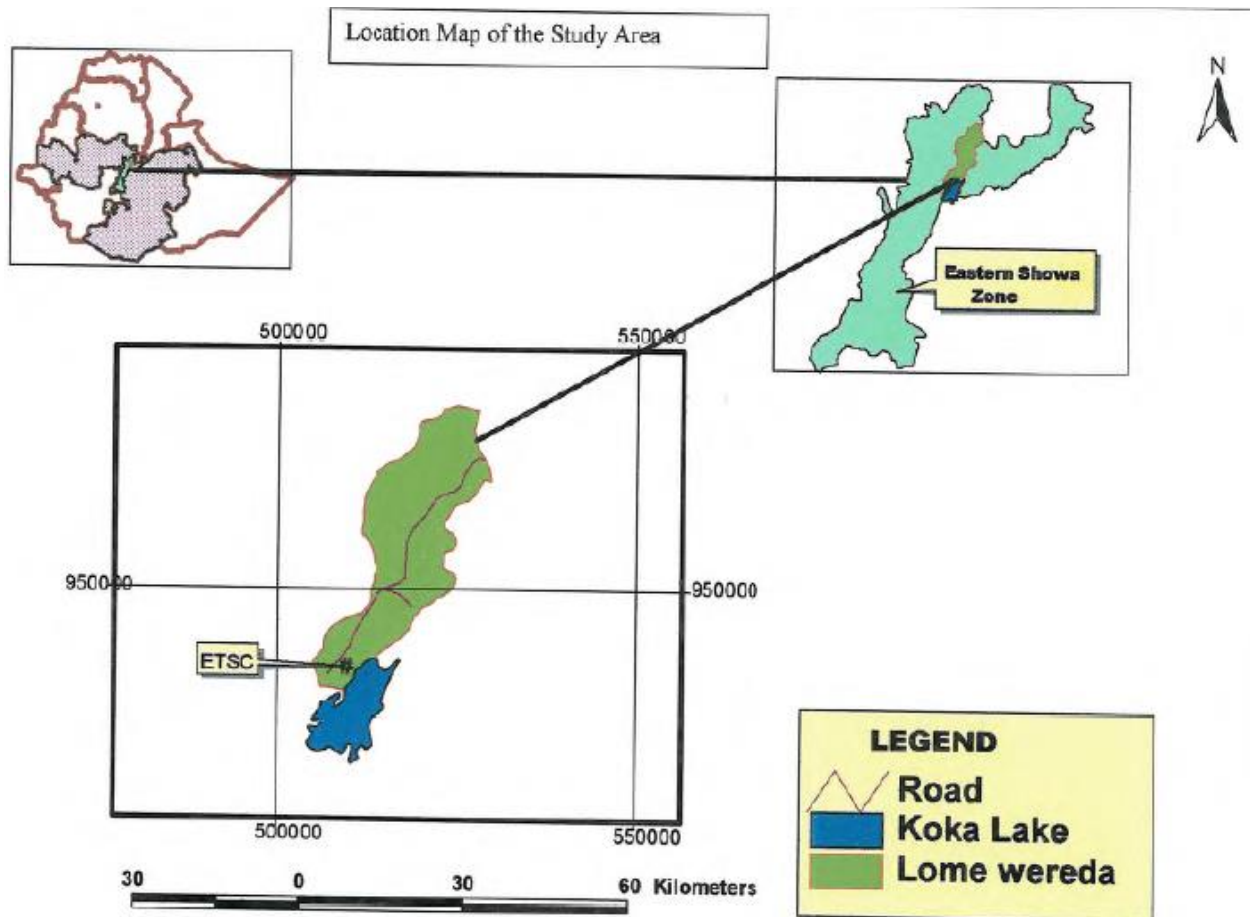 Location Map of the Study Area
N
Eastern Showa
Zone
500000
550000
950000
950000
ETSC
500000
550000
30
0
30
60
Kilometers
LEGEND
Road
Koka Lake
Lome wereda